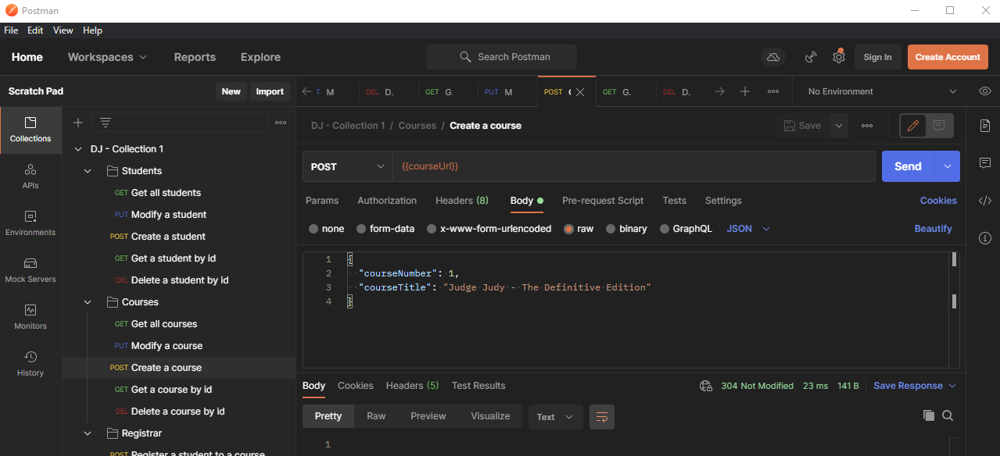 Postman
File Edit View Help
Home Workspaces Reports Explore Search Postman Sign In Create Account
Scratch Pad New Import T M DEL D. GET G. PUT M POST GET G. DEL D. No Environment
Collections
APIs
Environments
Mock Servers
Monitors
History
DJ - Collection 1
Students
GET Get all students
PUT Modify a student
POST Create a student
GET Get a student by id
DEL Delete a student by id
Courses
GET Get all courses
PUT Modify a course
POST Create a course
GET Get a course by id
DEL Delete a course by id
Registrar
POST Register a student to a course
DJ - Collection 1 / Courses / Create a course Save
POST {{courseUrl}} Send
Params Authorization Headers (8) Body Pre-request Script Tests Settings Cookies
none form-data x-www-form-urlencoded raw binary GraphQL JSON Beautify
1 {
2 "courseNumber": 1,
3 "courseTitle": "Judge Judy - The Definitive Edition"
4 }
Body Cookies Headers (5) Test Results 304 Not Modified 23 ms 141 B Save Response
Pretty Raw Preview Visualize Text
1